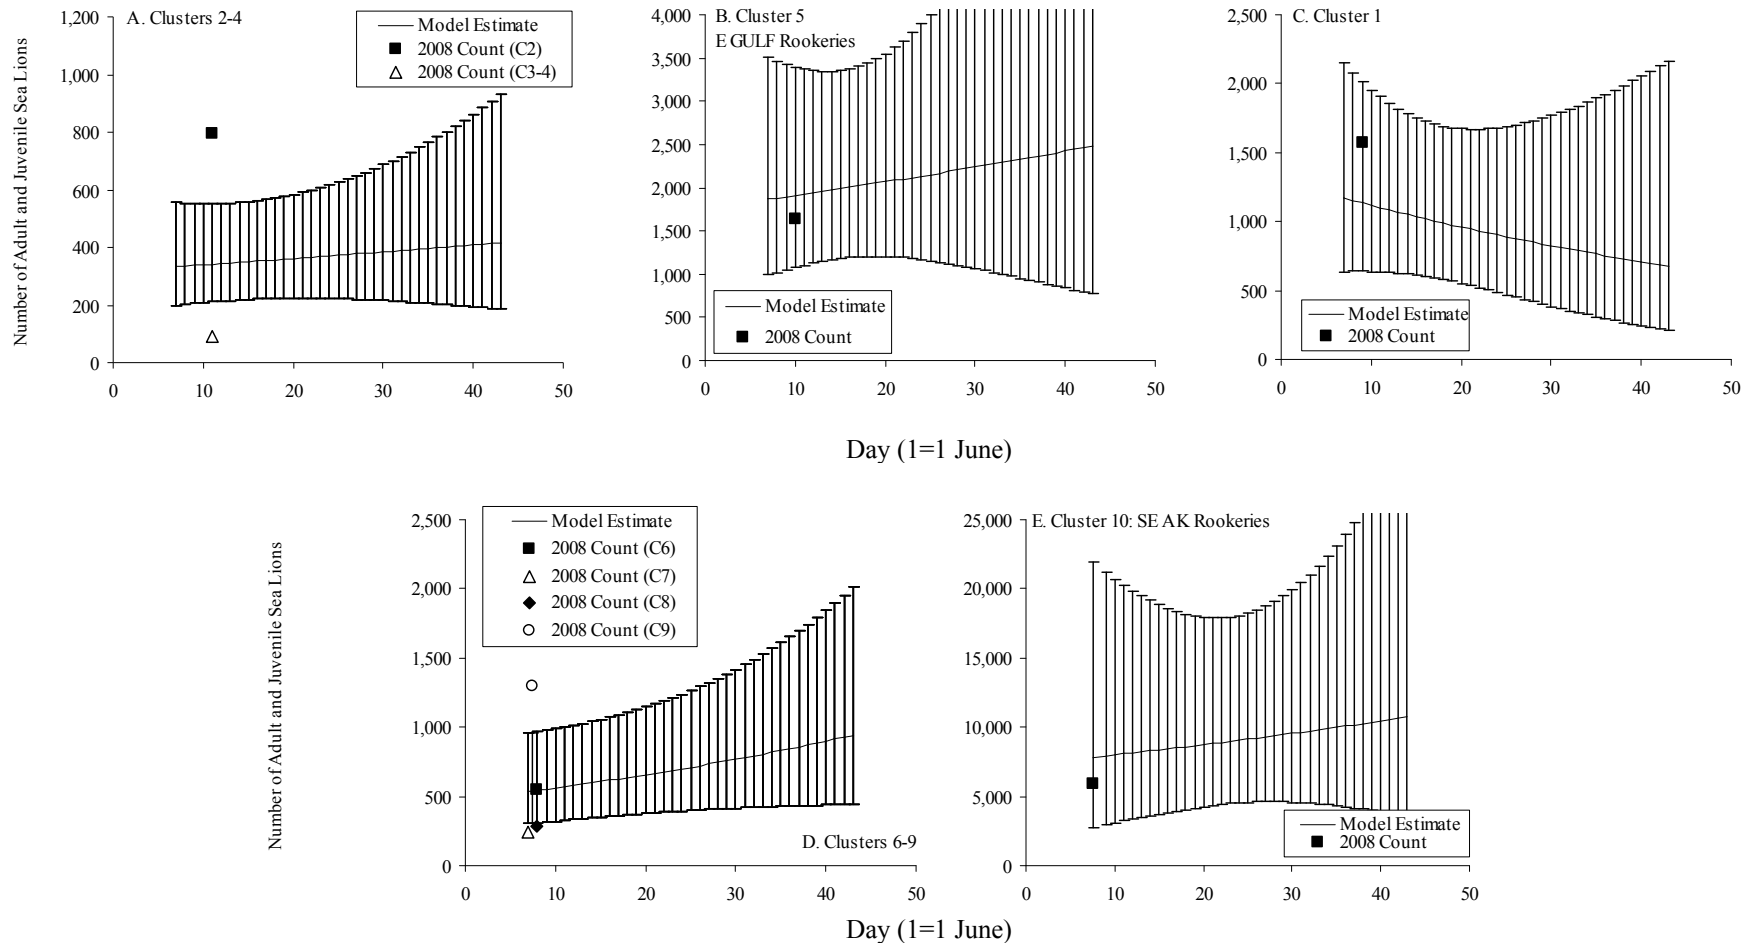 A. Clusters 2-4
Model Estimate
2008 Count (C2)
2008 Count (C3-4)
1,200
1,000
800
600
400
200
0
0 10 20 30 40 50
Number of Adult and Juvenile Sea Lions
B. Cluster 5
E GULF Rookeries
4,000
3,500
3,000
2,500
2,000
1,500
1,000
500
0
Model Estimate
2008 Count
0 10 20 30 40 50
C. Cluster 1
2,500
2,000
1,500
1,000
500
0
Model Estimate
2008 Count
0 10 20 30 40 50
Day (1=1 June)
Number of Adult and Juvenile Sea Lions
2,500
2,000
1,500
1,000
500
0
Model Estimate
2008 Count (C6)
2008 Count (C7)
2008 Count (C8)
2008 Count (C9)
D. Clusters 6-9
0 10 20 30 40 50
E. Cluster 10: SE AK Rookeries
25,000
20,000
15,000
10,000
5,000
0
Model Estimate
2008 Count
0 10 20 30 40 50
Day (1=1 June)